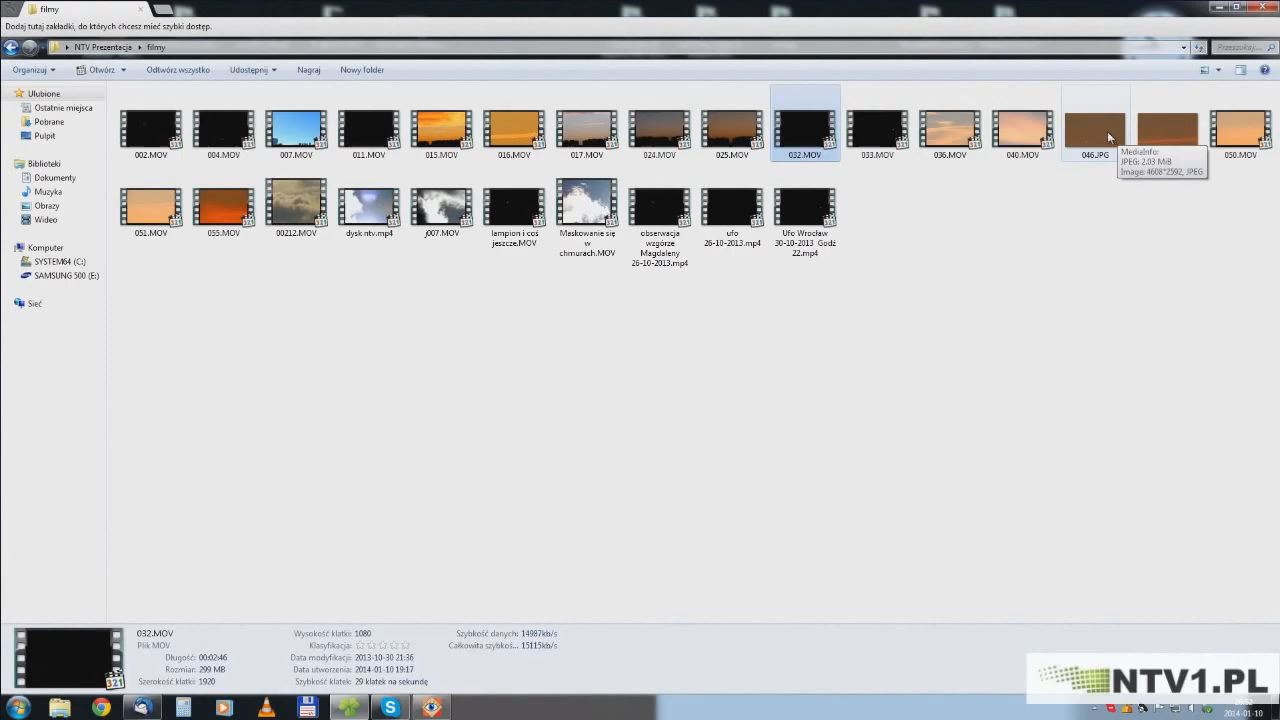 filmy
Dodaj tutaj zakładki, do których chcesz mieć szybki dostęp.
NTV Prezentacja filmy
Przeszukaj:
Organizuj Otwórz Odtwórz wszystko Udostępnij Nagraj Nowy folder
Ulubione
Ostatnie miejsca
Pobrane
Pulpit
Biblioteki
Dokumenty
Muzyka
Obrazy
Wideo
Komputer
SYSTEM64 (C:)
SAMSUNG 500 (E:)
Sieć
002.MOV 004.MOV 007.MOV 011.MOV 015.MOV 016.MOV 017.MOV 024.MOV 025.MOV 032.MOV 033.MOV 036.MOV 040.MOV 046.JPG 050.MOV
MediaInfo:
JPEG: 2.03 MiB
Image: 4608*2592, JPEG
051.MOV 055.MOV 00212.MOV dysk ntv.mp4 j007.MOV
lampion i coś
jeszcze.MOV
Maskowanie się
w
chmurach.MOV
obserwacja
wzgórze
Magdaleny
26-10-2013.mp4
ufo
26-10-2013.mp4
Ufo Wrocław
30-10-2013 Godź
22.mp4
032.MOV
Plik MOV
Długość: 00:02:46
Rozmiar: 299 MB
Szerokość klatki: 1920
Wysokość klatki: 1080
Klasyfikacja:
Data modyfikacji: 2013-10-30 21:36
Data utworzenia: 2014-01-10 19:17
Szybkość klatek: 29 klatek na sekundę
Szybkość danych: 14987kb/s
Całkowita szybkoś... 15115kb/s
321
NTV1.PL
2014-01-10